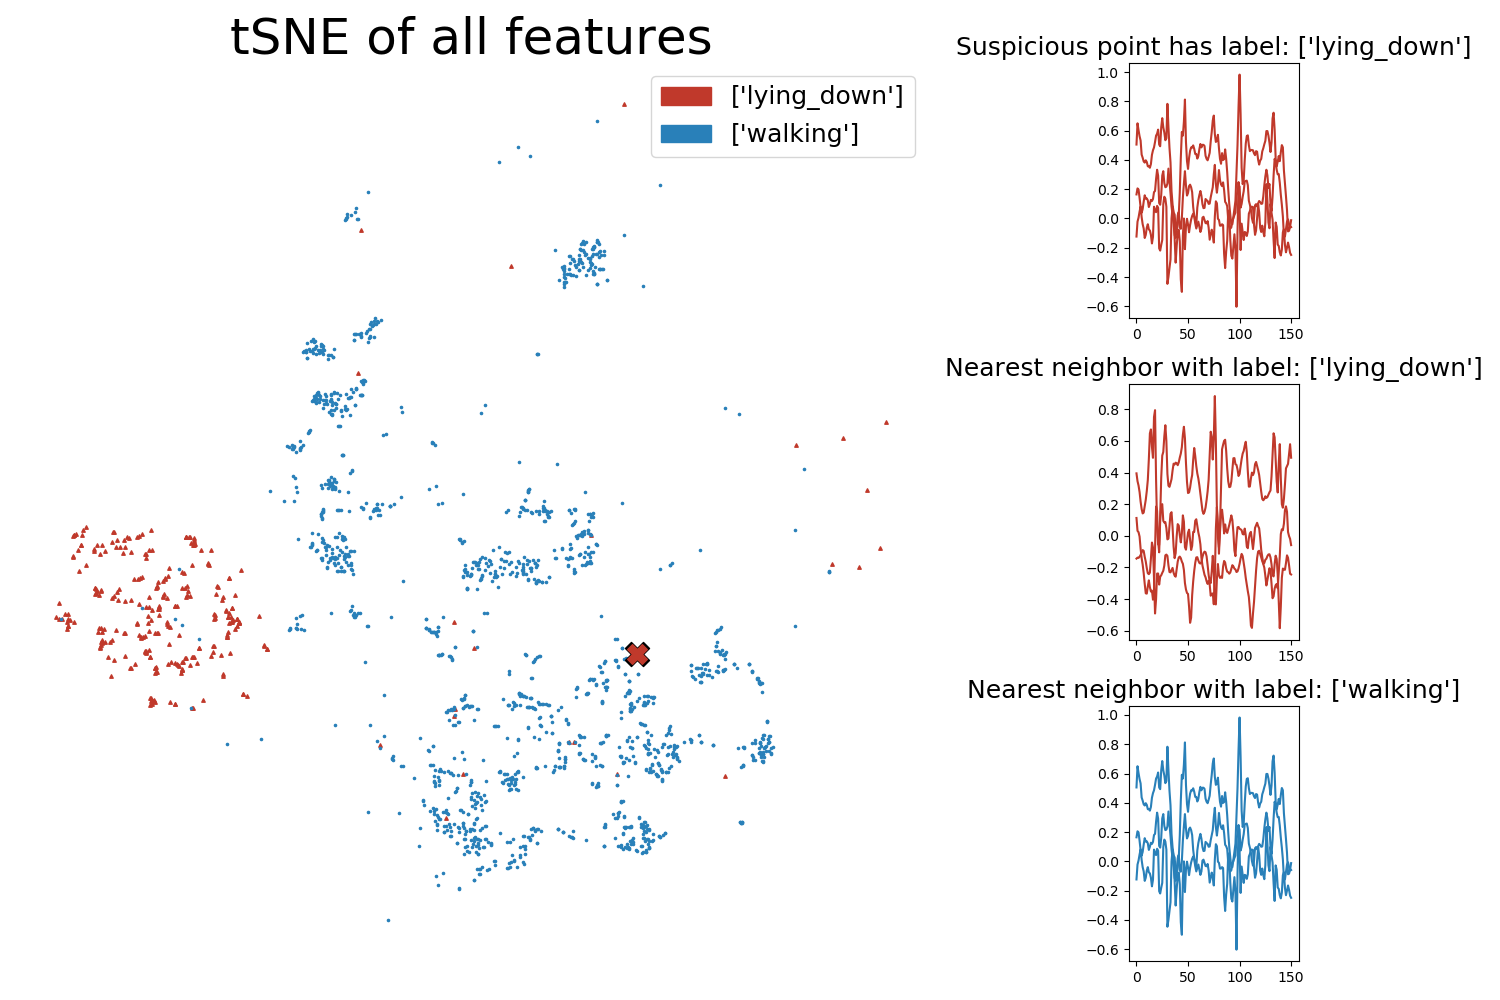 tSNE of all features
['lying_down']
['walking']
Suspicious point has label: ['lying_down']
1.0
0.8
0.6
0.4
0.2
0.0
−0.2
−0.4
−0.6
0 50 100 150
Nearest neighbor with label: ['lying_down']
0.8
0.6
0.4
0.2
0.0
−0.2
−0.4
−0.6
0 50 100 150
Nearest neighbor with label: ['walking']
1.0
0.8
0.6
0.4
0.2
0.0
−0.2
−0.4
−0.6
0 50 100 150